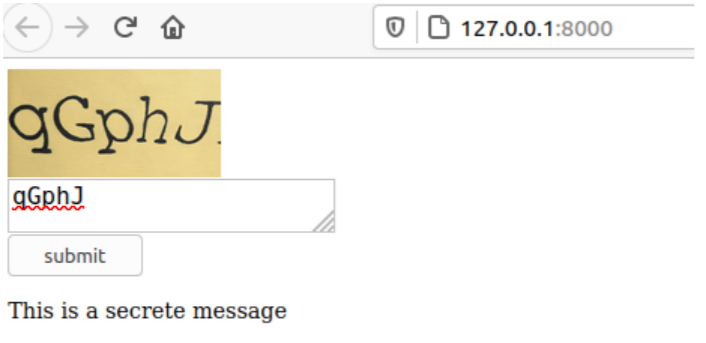 127.0.0.1:8000
qGphJ
qGphJ
submit
This is a secrete message